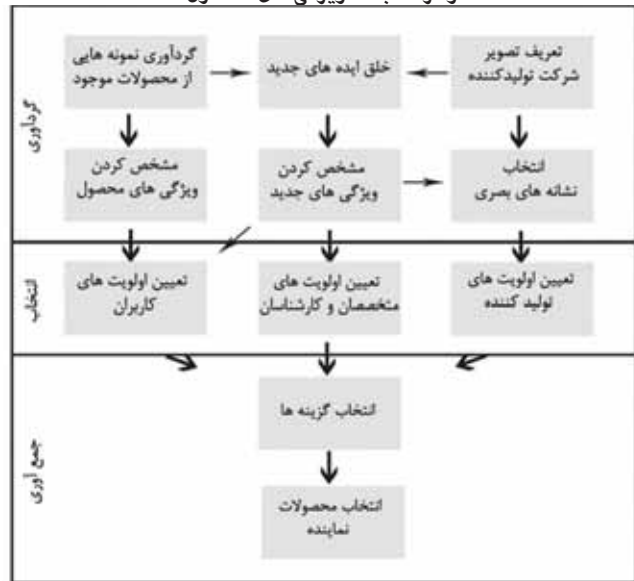 تعریف تصویر
شرکت تولیدکننده
خلق ایده های جدید
گردآوری نمونه هایی
از محصولات موجود
گردآوری
انتخاب
نشانه های بصری
مشخص کردن
ویژگی های جدید
مشخص کردن
ویژگی های محصول
تعیین اولویت های
تولید کننده
تعیین اولویت های
متخصصان و کارشناسان
تعیین اولویت های
کاربران
انتخاب
انتخاب گزینه ها
جمع آوری
انتخاب محصولات
نماینده